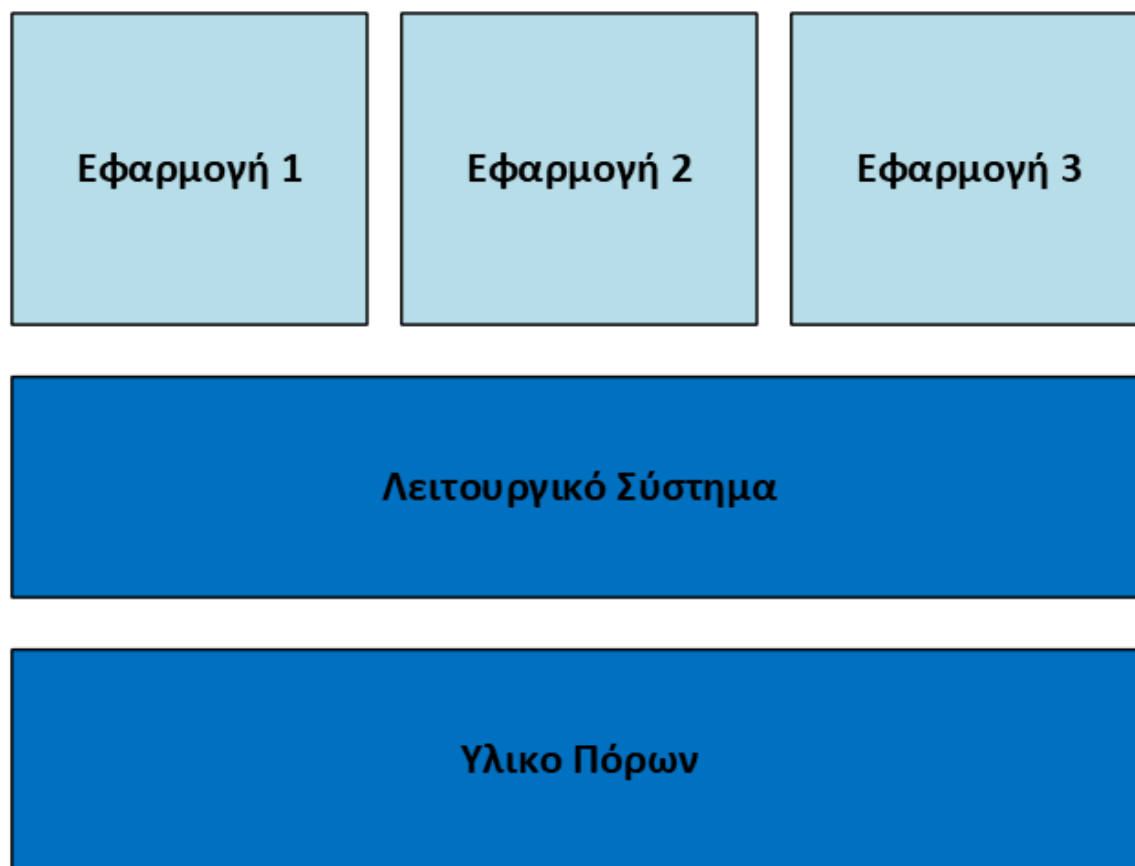 Εφαρμογή 1
Εφαρμογή 2
Εφαρμογή 3
Λειτουργικό Σύστημα
Υλικο Πόρων